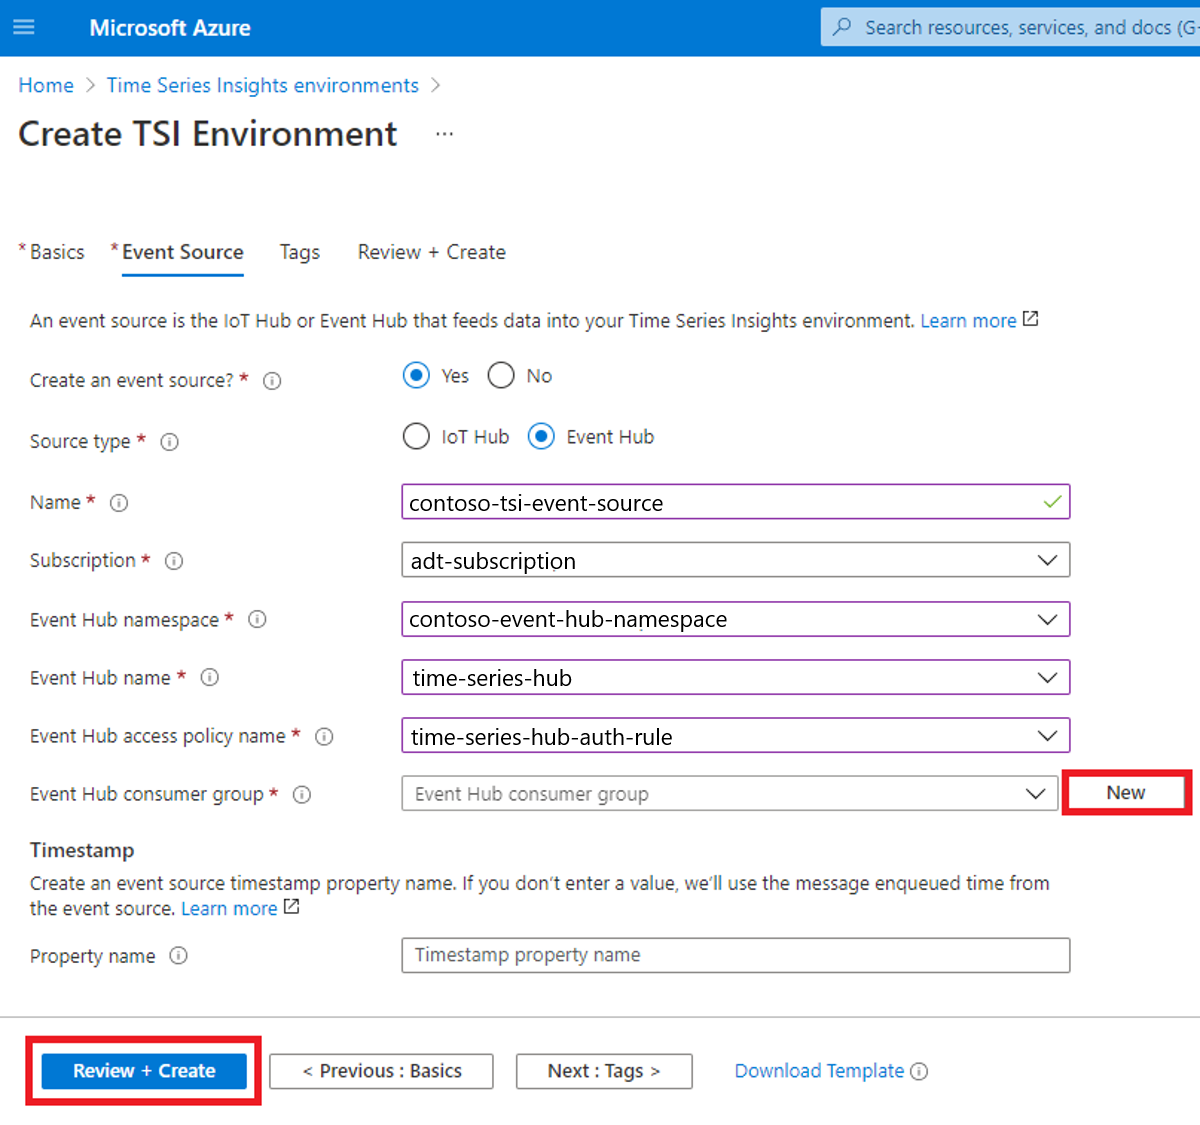 Microsoft Azure
Search resources, services, and docs (G-
Home > Time Series Insights environments >
Create TSI Environment ...
* Basics * Event Source Tags Review + Create
An event source is the IoT Hub or Event Hub that feeds data into your Time Series Insights environment. Learn more
Create an event source? * Yes No
Source type * IoT Hub Event Hub
Name * contoso-tsi-event-source
Subscription * adt-subscription
Event Hub namespace * contoso-event-hub-namespace
Event Hub name * time-series-hub
Event Hub access policy name * time-series-hub-auth-rule
Event Hub consumer group * Event Hub consumer group New
Timestamp
Create an event source timestamp property name. If you don't enter a value, we'll use the message enqueued time from
the event source. Learn more
Property name Timestamp property name
Review + Create < Previous : Basics Next : Tags > Download Template